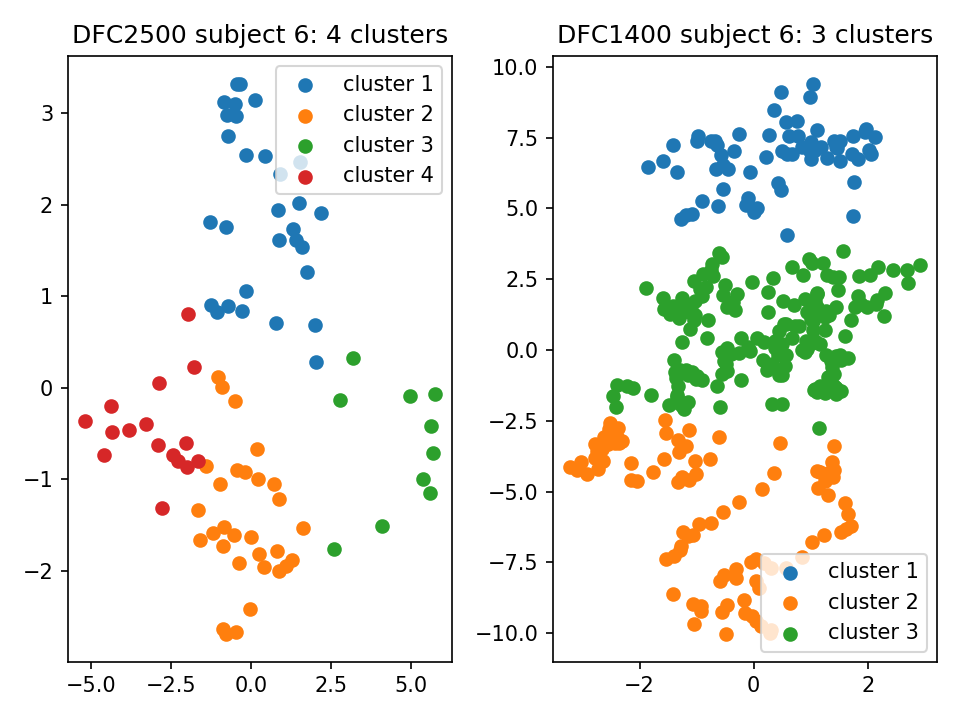 DFC2500 subject 6: 4 clusters
cluster 1
cluster 2
cluster 3
cluster 4
3
2
1
0
−1
−2
−5.0 −2.5 0.0 2.5 5.0
DFC1400 subject 6: 3 clusters
10.0
7.5
5.0
2.5
0.0
−2.5
−5.0
−7.5
−10.0
cluster 1
cluster 2
cluster 3
−2 0 2